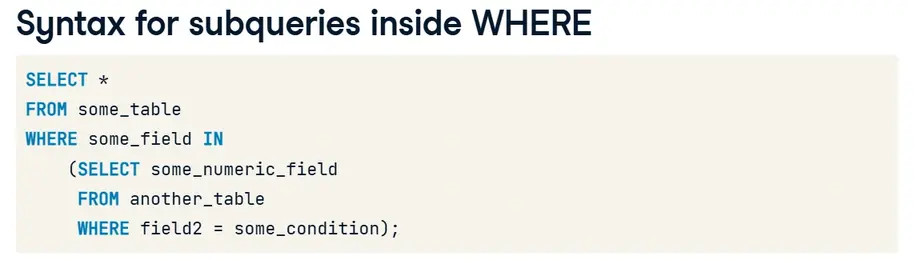 Syntax for subqueries inside WHERE
SELECT *
FROM some_table
WHERE some_field IN
(SELECT some_numeric_field
FROM another_table
WHERE field2 = some_condition);